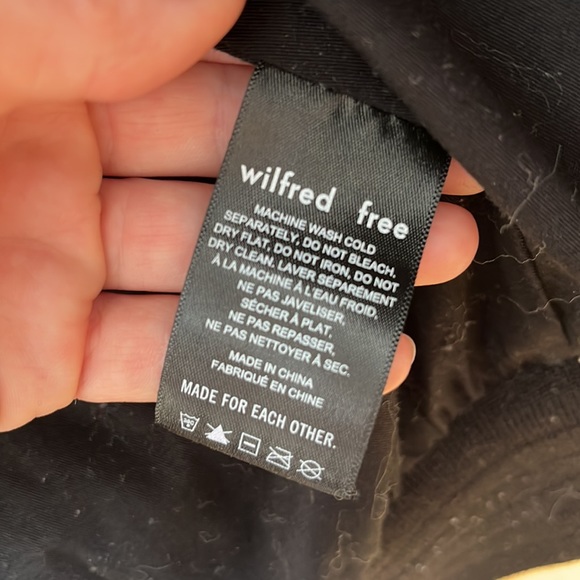 wilfred free
MACHINE WASH COLD
SEPARATELY, DO NOT BLEACH,
DRY FLAT, DO NOT IRON, DO NOT
DRY CLEAN. LAVER SÉPARÉMENT
À LA MACHINE À L'EAU FROID,
NE PAS JAVELISER,
SÉCHER À PLAT,
NE PAS REPASSER,
NE PAS NETTOYER À SEC.
MADE IN CHINA
FABRIQUÉ EN CHINE
MADE FOR EACH OTHER.